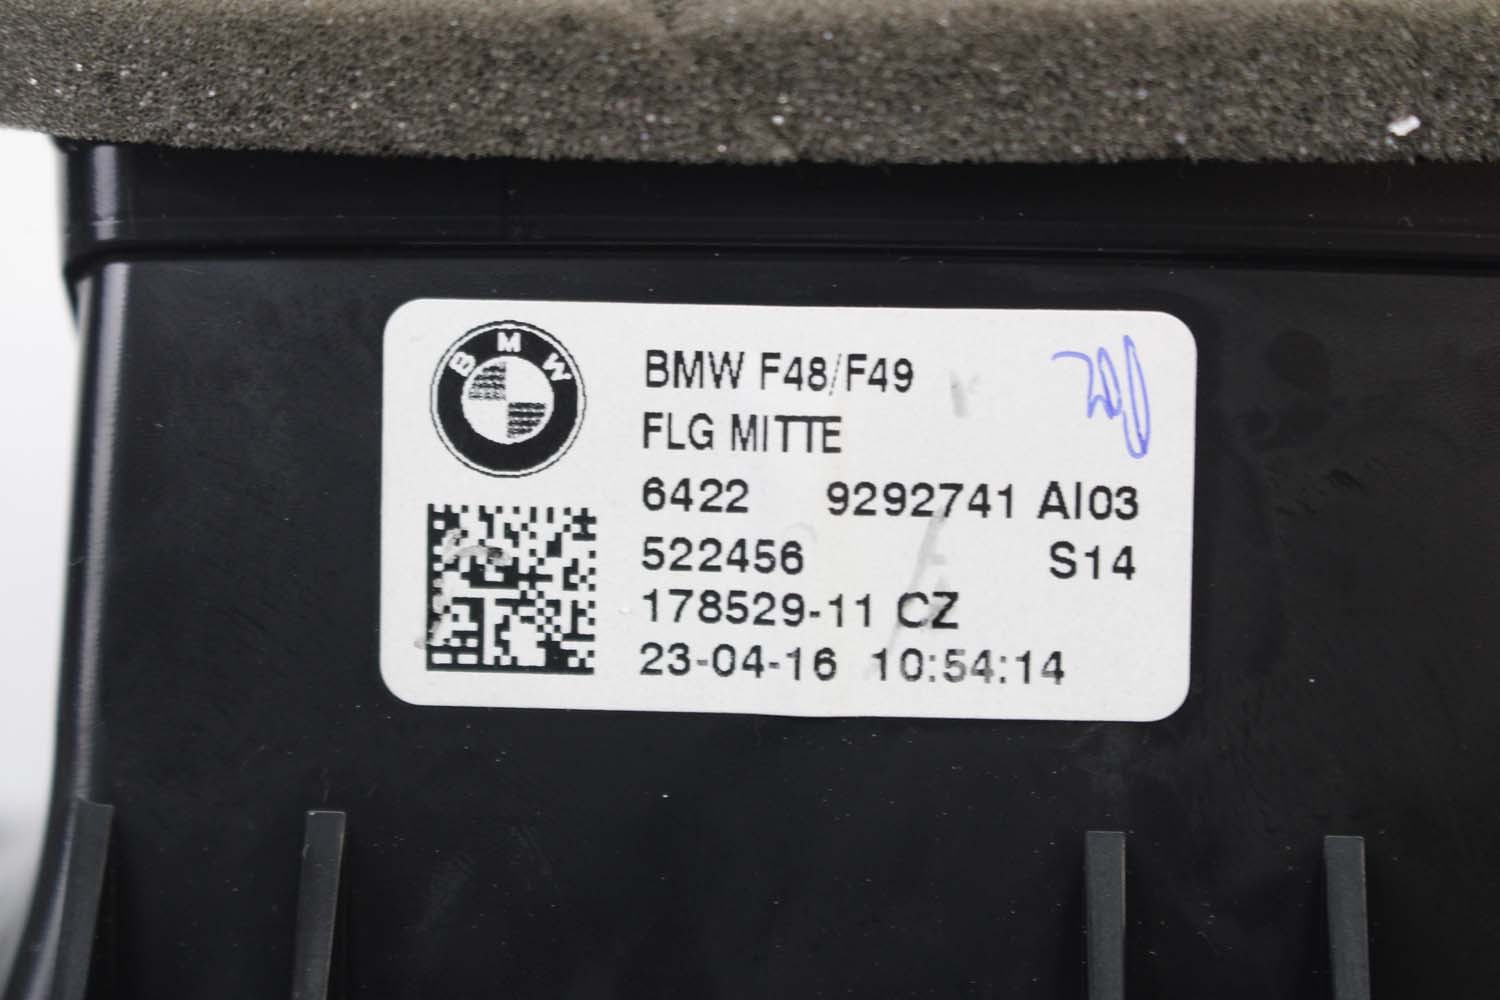 BMW
BMW F48/F49
FLG MITTE
6422 9292741 AI03
522456 S14
178529-11 CZ
23-04-16 10:54:14